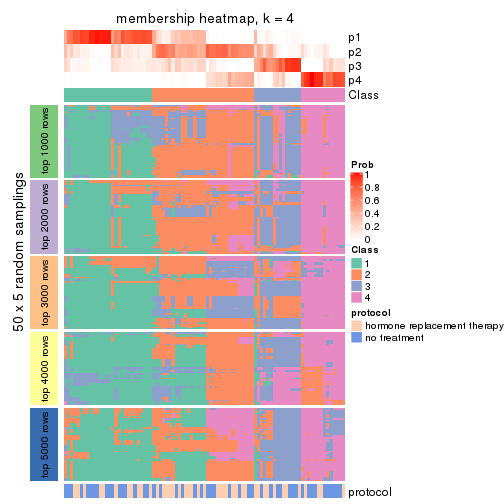 membership heatmap, k = 4
p1
p2
p3
p4
Class
50 x 5 random samplings
top 1000 rows
top 2000 rows
top 3000 rows
top 4000 rows
top 5000 rows
protocol
Prob
1
0.8
0.6
0.4
0.2
0
Class
1
2
3
4
protocol
hormone replacement therapy
no treatment